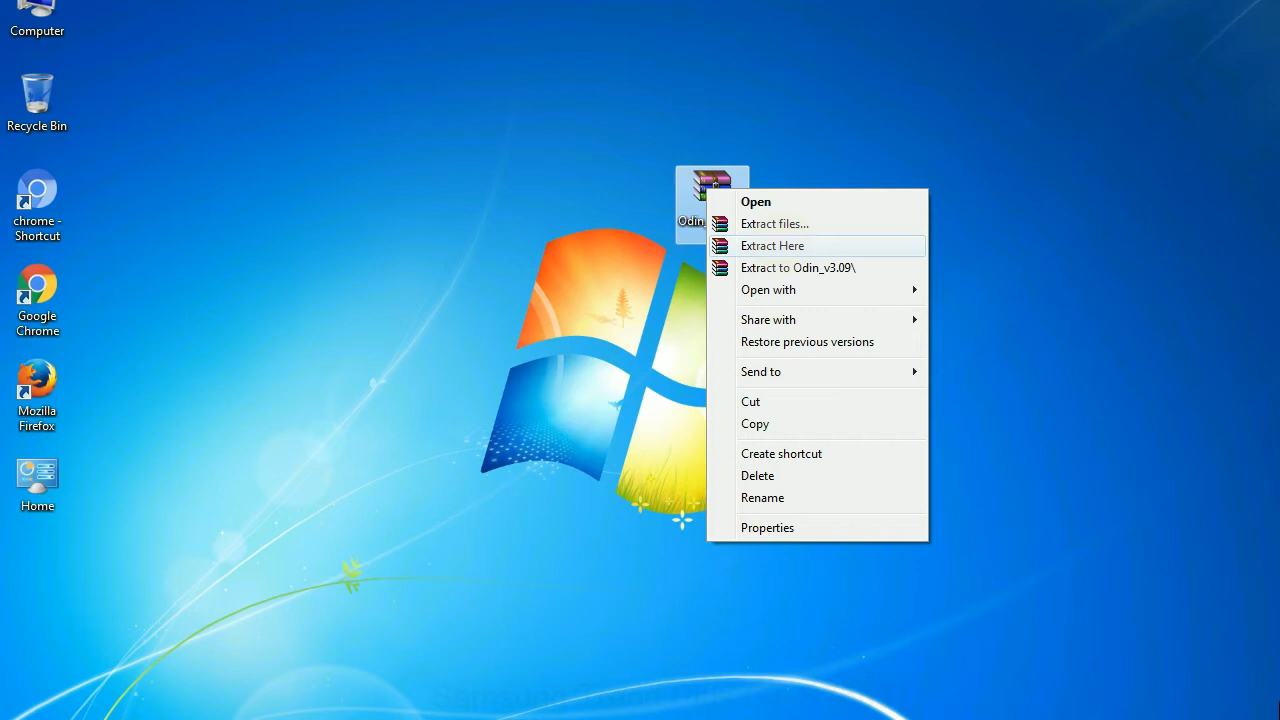 Computer
Recycle Bin
chrome -
Shortcut
Google
Chrome
Mozilla
Firefox
Home
Odin_
Open
Extract files...
Extract Here
Extract to Odin_v3.09\
Open with
Share with
Restore previous versions
Send to
Cut
Copy
Create shortcut
Delete
Rename
Properties